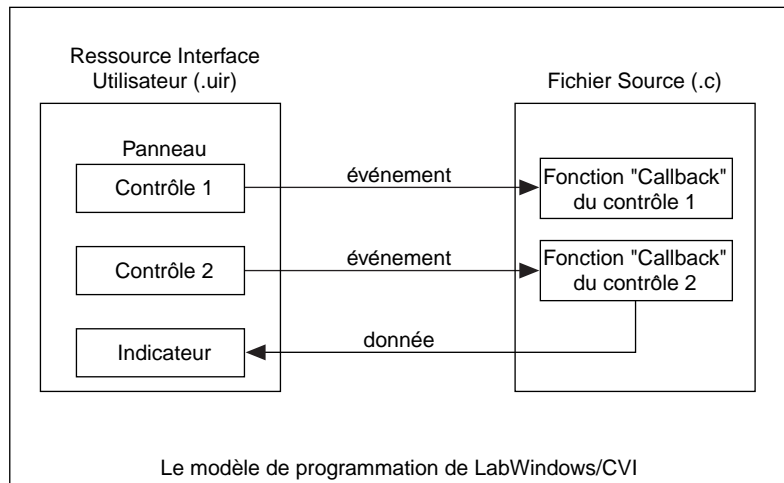 Ressource Interface
Utilisateur (.uir)
Fichier Source (.c)
Panneau
Contrôle 1
événement
Fonction "Callback"
du contrôle 1
Contrôle 2
événement
Fonction "Callback"
du contrôle 2
Indicateur
donnée
Le modèle de programmation de LabWindows/CVI